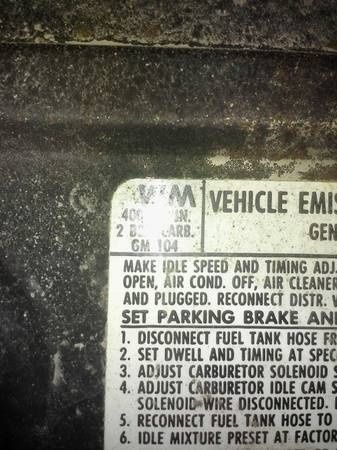 WM
VEHICLE EMIS
400 IN.
2 B CARB.
GEN
GM 104
MAKE IDLE SPEED AND TIMING ADJ
OPEN, AIR COND. OFF, AIR CLEANER
AND PLUGGED. RECONNECT DISTR. V
SET PARKING BRAKE AN
1. DISCONNECT FUEL TANK HOSE FR
2. SET DWELL AND TIMING AT SPEC
3. ADJUST CARBURETOR SOLENOID S
4. ADJUST CARBURETOR IDLE CAM S
SOLENOID WIRE DISCONNECTED.
5. RECONNECT FUEL TANK HOSE TO
6. IDLE MIXTURE PRESET AT FACTOR